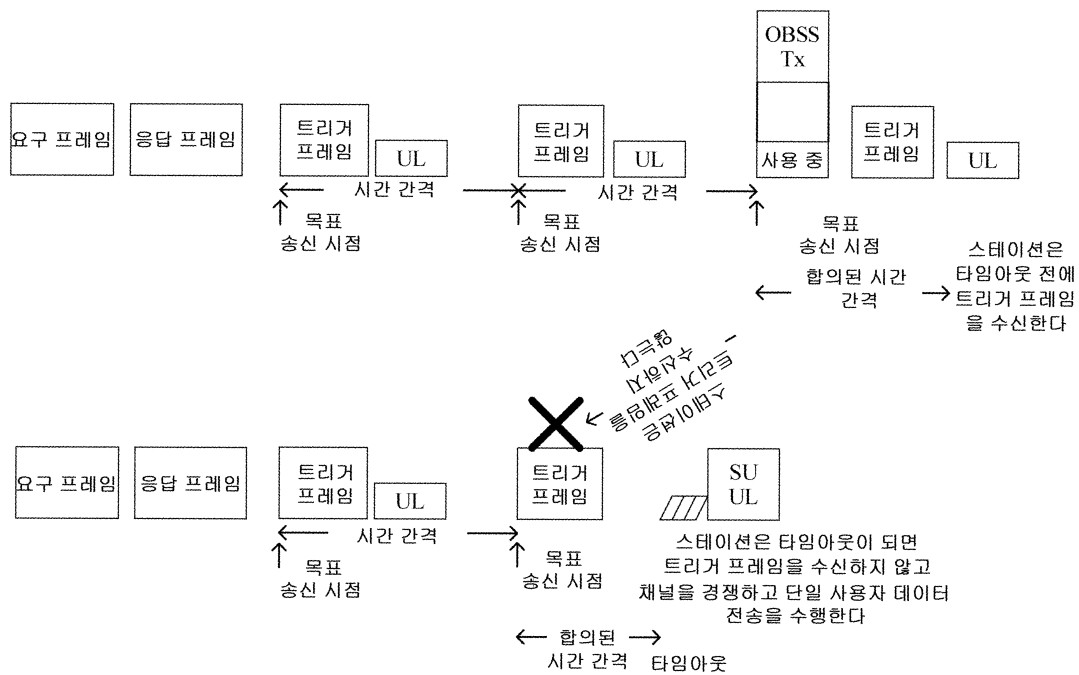 OBSS
Tx
사용 중
요구 프레임
응답 프레임
트리거
프레임
UL
트리거
프레임
UL
트리거
프레임
UL
시간 간격
시간 간격
목표
송신 시점
목표
송신 시점
목표
송신 시점
합의된 시간
간격
스테이션은
타임아웃 전에
트리거 프레임
을 수신한다
스테이션은
트리거 프레임을
수신하지
않는다
요구 프레임
응답 프레임
트리거
프레임
UL
트리거
프레임
SU
UL
시간 간격
목표
송신 시점
목표
송신 시점
스테이션은 타임아웃이 되면
트리거 프레임을 수신하지 않고
채널을 경쟁하고 단일 사용자 데이터
전송을 수행한다
합의된
시간 간격
타임아웃